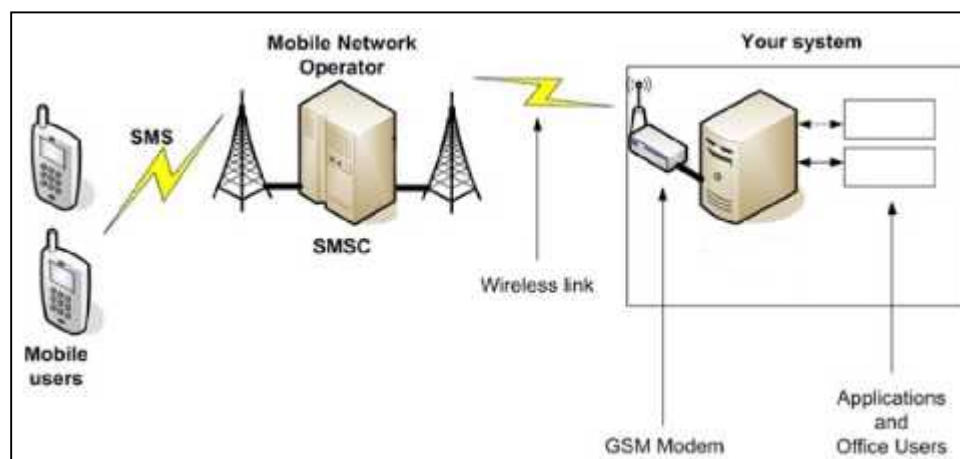 Mobile Network
Operator
Your system
SMS
SMSC
Wireless link
Mobile
users
GSM Modem
Applications
and
Office Users